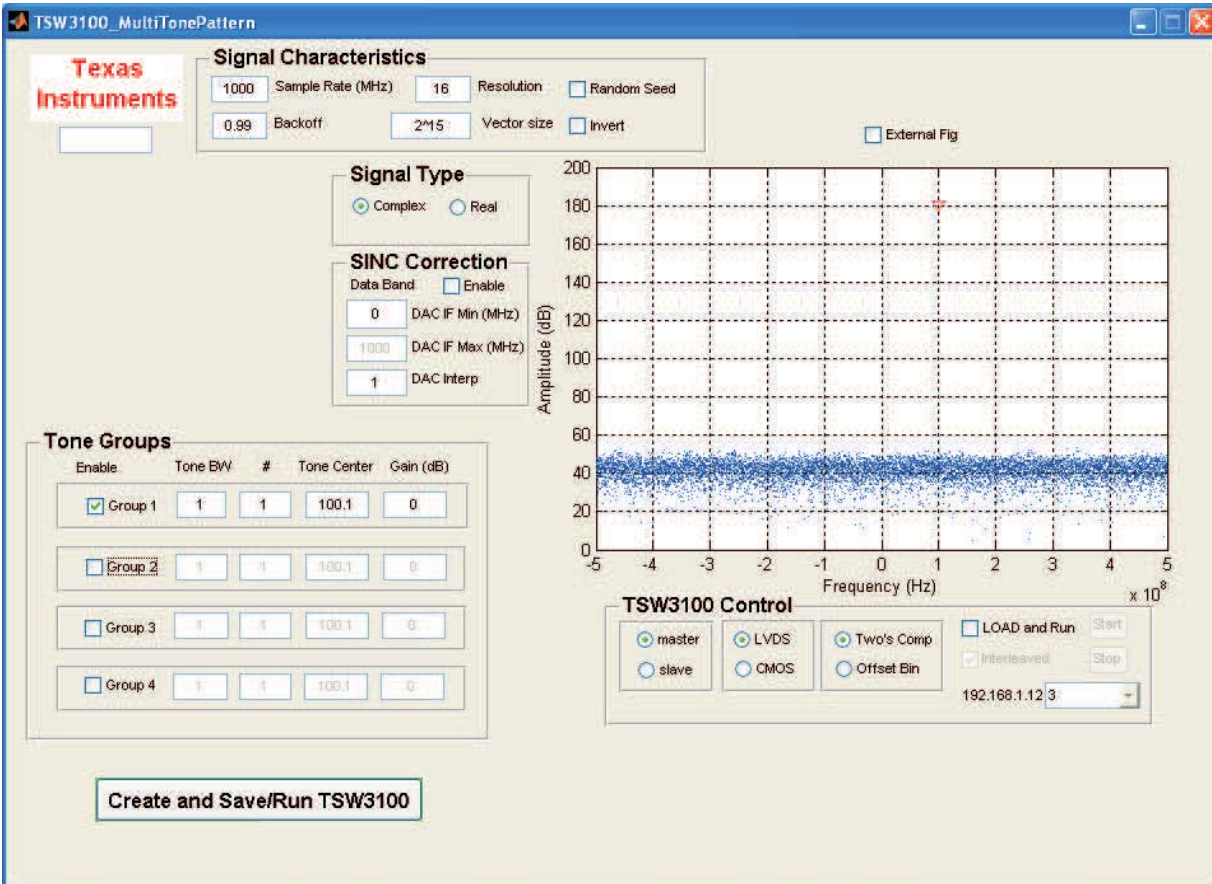 TSW3100_MultiTonePattern
Texas
Instruments
Signal Characteristics
1000 Sample Rate (MHz) 16 Resolution Random Seed
0.99 Backoff 2^15 Vector size Invert
External Fig
Signal Type
Complex Real
SINC Correction
Data Band Enable
0 DAC IF Min (MHz)
1000 DAC IF Max (MHz)
1 DAC Interp
Amplitude (dB)
200
180
160
140
120
100
80
60
40
20
0
-5 -4 -3 -2 -1 0 1 2 3 4 5
Frequency (Hz)
x 10^8
Tone Groups
Enable Tone BW # Tone Center Gain (dB)
Group 1 1 1 100.1 0
Group 2 1 1 100.1 0
Group 3 1 1 100.1 0
Group 4 1 1 100.1 0
TSW3100 Control
master LVDS Two's Comp LOAD and Run Start
slave CMOS Offset Bin Interleaved Stop
192.168.1.12 3
Create and Save/Run TSW3100